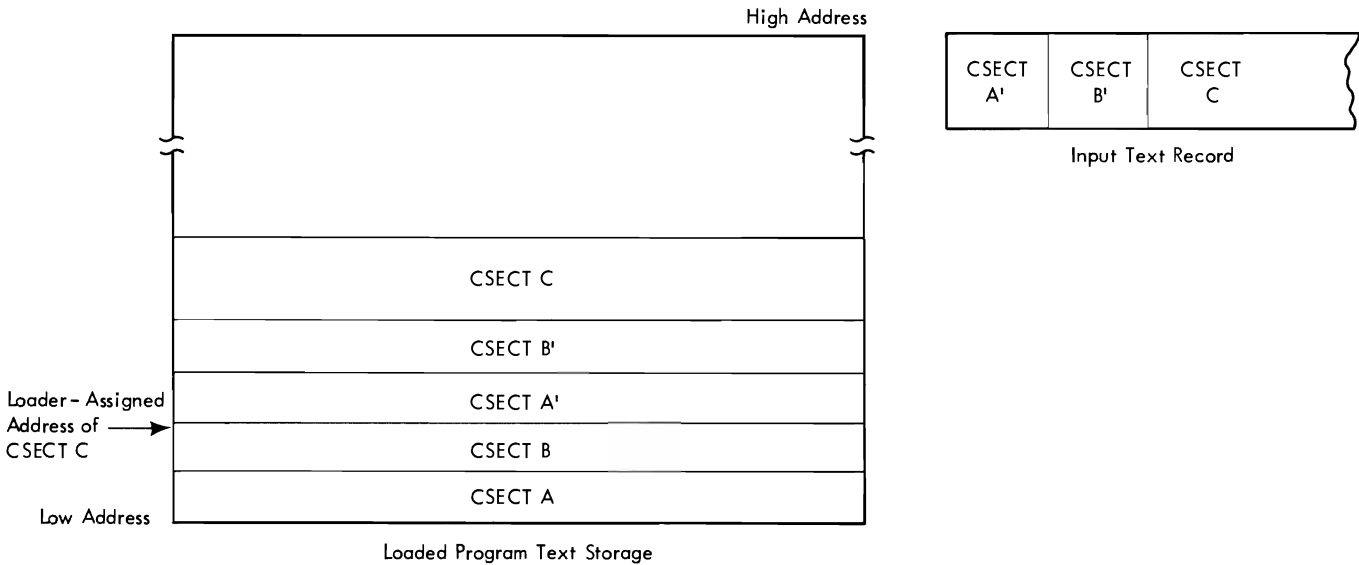 High Address
CSECT
A'
CSECT
B'
CSECT
C
Input Text Record
CSECT C
CSECT B'
CSECT A'
CSECT B
CSECT A
Loader-Assigned
Address of
CSECT C
Low Address
Loaded Program Text Storage